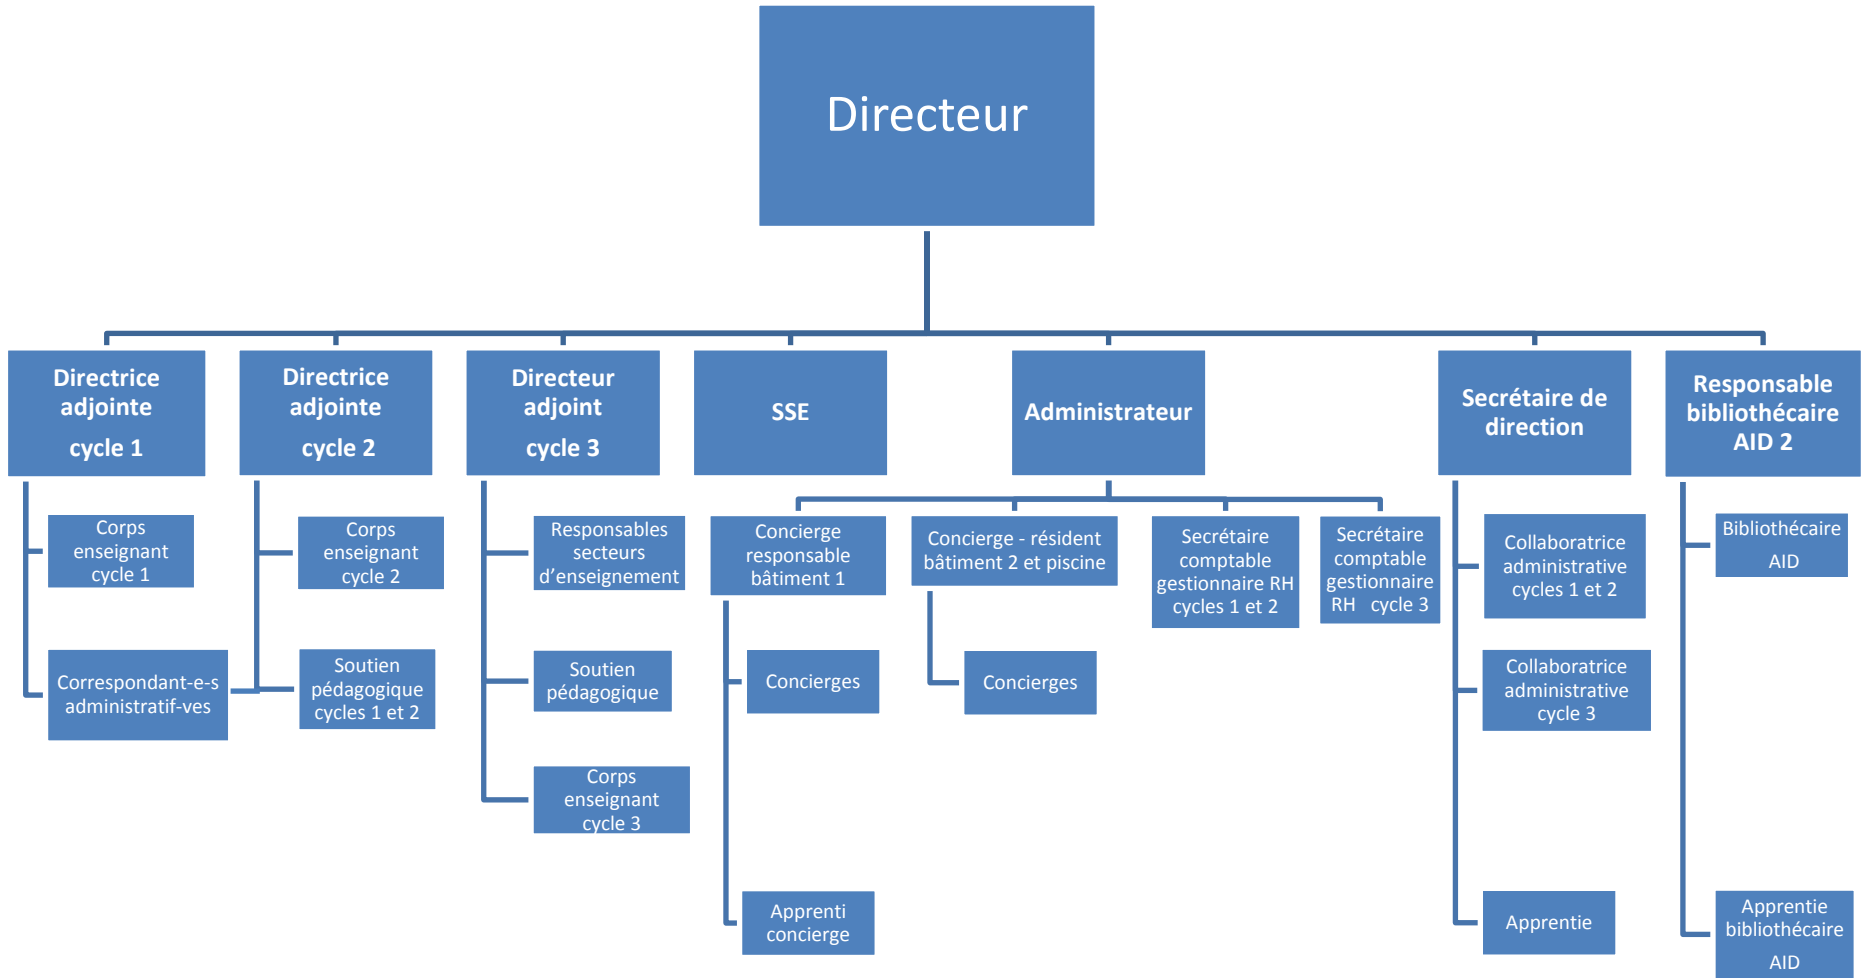 Directeur
Directrice
adjointe
cycle 1
Directrice
adjointe
cycle 2
Directeur
adjoint
cycle 3
SSE
Administrateur
Secrétaire de
direction
Responsable
bibliothécaire
AID 2
Corps
enseignant
cycle 1
Corps
enseignant
cycle 2
Responsables
secteurs
d’enseignement
Concierge
responsable
bâtiment 1
Concierge - résident
bâtiment 2 et piscine
Secrétaire
comptable
gestionnaire RH
cycles 1 et 2
Secrétaire
comptable
gestionnaire
RH cycle 3
Collaboratrice
administrative
cycles 1 et 2
Bibliothécaire
AID
Correspondant-e-s
administratif-ves
Soutien
pédagogique
cycles 1 et 2
Soutien
pédagogique
Concierges
Concierges
Collaboratrice
administrative
cycle 3
Corps
enseignant
cycle 3
Apprenti
concierge
Apprentie
Apprentie
bibliothécaire
AID